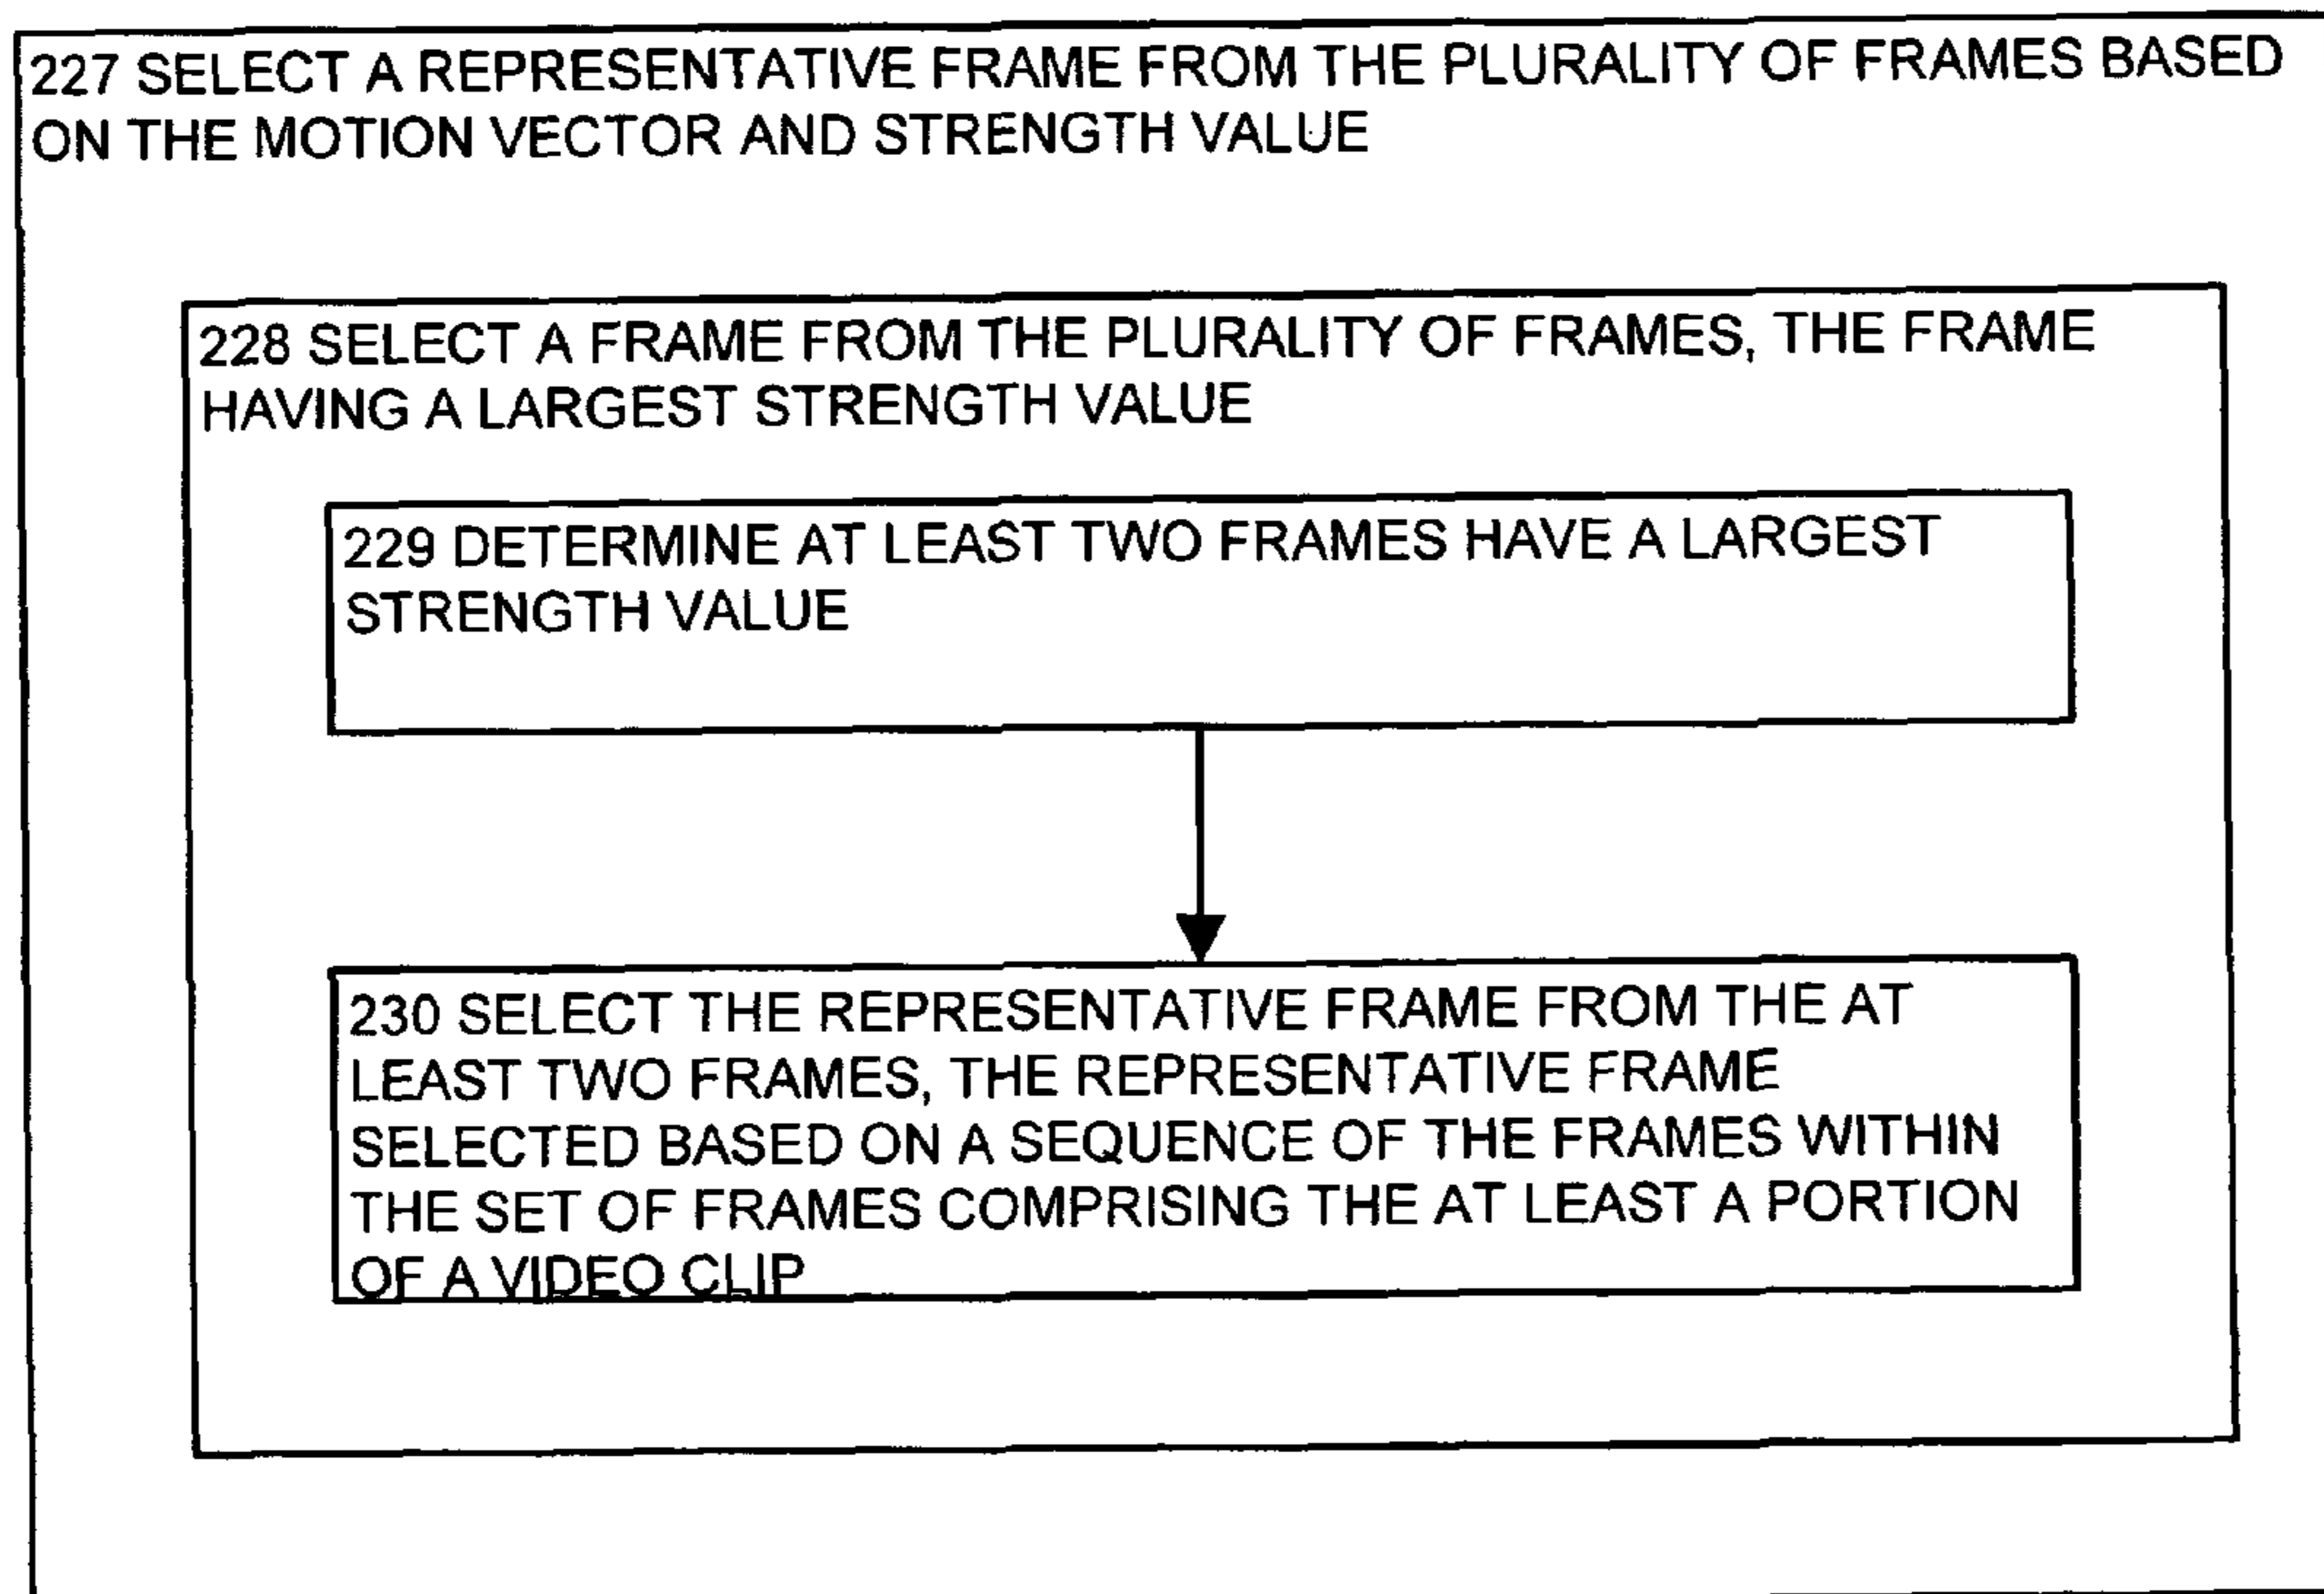 227 SELECT A REPRESENTATIVE FRAME FROM THE PLURALITY OF FRAMES BASED
ON THE MOTION VECTOR AND STRENGTH VALUE
228 SELECT A FRAME FROM THE PLURALITY OF FRAMES, THE FRAME
HAVING A LARGEST STRENGTH VALUE
229 DETERMINE AT LEAST TWO FRAMES HAVE A LARGEST
STRENGTH VALUE
230 SELECT THE REPRESENTATIVE FRAME FROM THE AT
LEAST TWO FRAMES, THE REPRESENTATIVE FRAME
SELECTED BASED ON A SEQUENCE OF THE FRAMES WITHIN
THE SET OF FRAMES COMPRISING THE AT LEAST A PORTION
OF A VIDEO CLIP